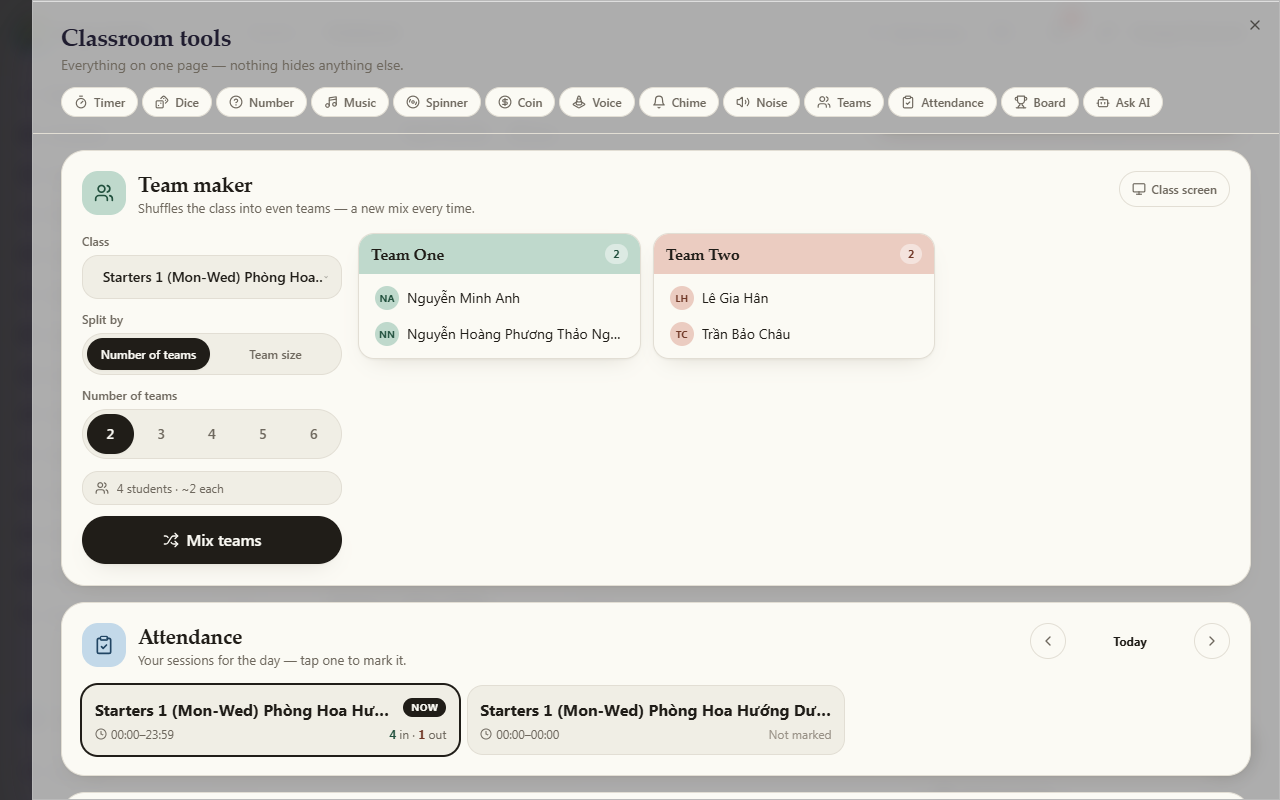 Classroom tools
Everything on one page — nothing hides anything else.
Timer
Dice
Number
Music
Spinner
Coin
Voice
Chime
Noise
Teams
Attendance
Board
Ask AI
Team maker
Shuffles the class into even teams — a new mix every time.
Class screen
Class
Starters 1 (Mon-Wed) Phòng Hoa..
Split by
Number of teams
Team size
Number of teams
2
3
4
5
6
4 students · ~2 each
Mix teams
Team One
2
NA
Nguyễn Minh Anh
NN
Nguyễn Hoàng Phương Thảo Ng...
Team Two
2
LH
Lê Gia Hân
TC
Trần Bảo Châu
Attendance
Your sessions for the day — tap one to mark it.
Today
Starters 1 (Mon-Wed) Phòng Hoa Hư...
NOW
00:00–23:59
4 in · 1 out
Starters 1 (Mon-Wed) Phòng Hoa Hướng Dư...
00:00–00:00
Not marked